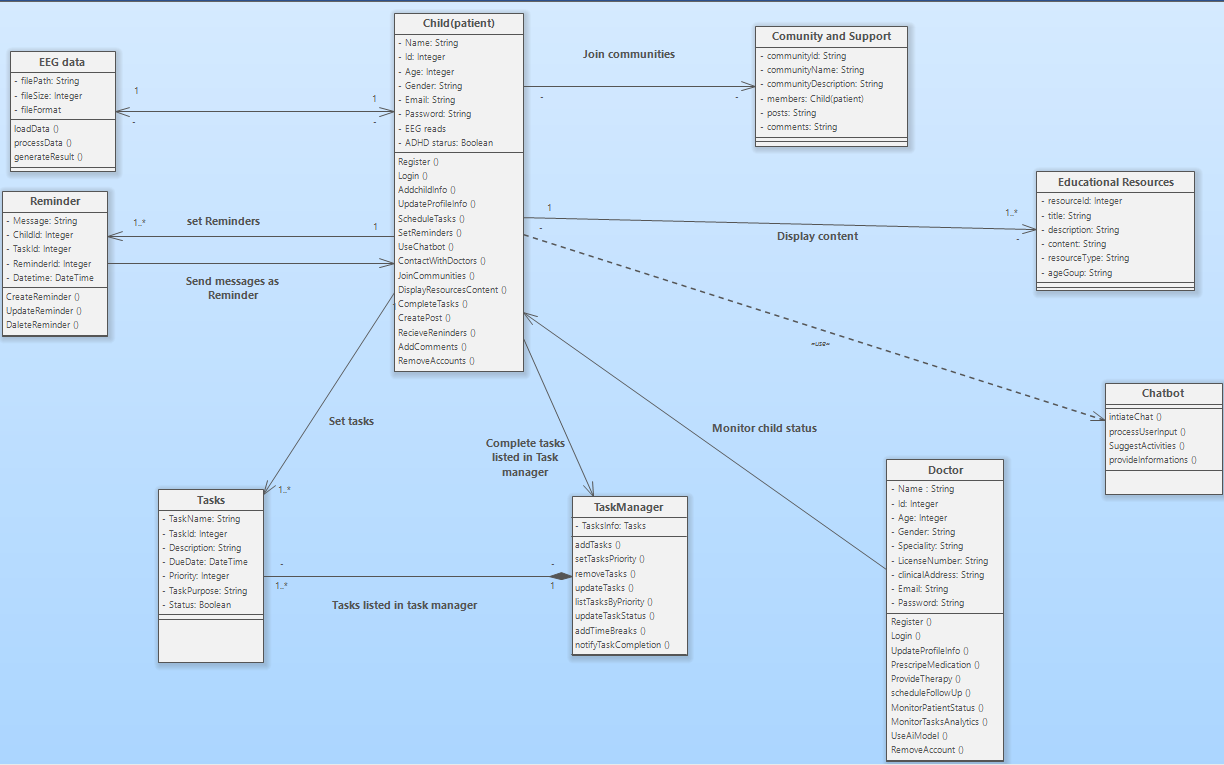 Child(patient)
- Name: String
- Id: Integer
- Age: Integer
- Gender: String
- Email: String
- Password: String
- EEG reads
- ADHD starus: Boolean
Register ()
Login ()
AddchildInfo ()
UpdateProfileInfo ()
ScheduleTasks ()
SetReminders ()
UseChatbot ()
ContactWithDoctors ()
JoinCommunities ()
DisplayResourcesContent ()
CompleteTasks ()
CreatePost ()
RecieveReninders ()
AddComments ()
RemoveAccounts ()
EEG data
- filePath: String
- fileSize: Integer
- fileFormat
loadData ()
processData ()
generateResult ()
1
1
-
-
Join communities
-
-
Comunity and Support
- communityId: String
- communityName: String
- communityDescription: String
- members: Child(patient)
- posts: String
- comments: String
Reminder
- Message: String
- ChildId: Integer
- TaskId: Integer
- ReminderId: Integer
- Datetime: DateTime
CreateReminder ()
UpdateReminder ()
DaleteReminder ()
1..*
set Reminders
1
Send messages as
Reminder
1
1..*
-
-
Display content
Educational Resources
- resourceId: Integer
- title: String
- description: String
- content: String
- resourceType: String
- ageGoup: String
«use»
Chatbot
intiateChat ()
processUserInput ()
SuggestActivities ()
provideInformations ()
Set tasks
1..*
Complete tasks
listed in Task
manager
Monitor child status
Tasks
- TaskName: String
- TaskId: Integer
- Description: String
- DueDate: DateTime
- Priority: Integer
- TaskPurpose: String
- Status: Boolean
-
-
1..*
1
Tasks listed in task manager
TaskManager
- TasksInfo: Tasks
addTasks ()
setTasksPriority ()
removeTasks ()
updateTasks ()
listTasksByPriority ()
updateTaskStatus ()
addTimeBreaks ()
notifyTaskCompletion ()
Doctor
- Name : String
- Id: Integer
- Age: Integer
- Gender: String
- Speciality: String
- LicenseNumber: String
- clinicalAddress: String
- Email: String
- Password: String
Register ()
Login ()
UpdateProfileInfo ()
PrescripeMedication ()
ProvideTherapy ()
scheduleFollowUp ()
MonitorPatientStatus ()
MonitorTasksAnalytics ()
UseAiModel ()
RemoveAccount ()